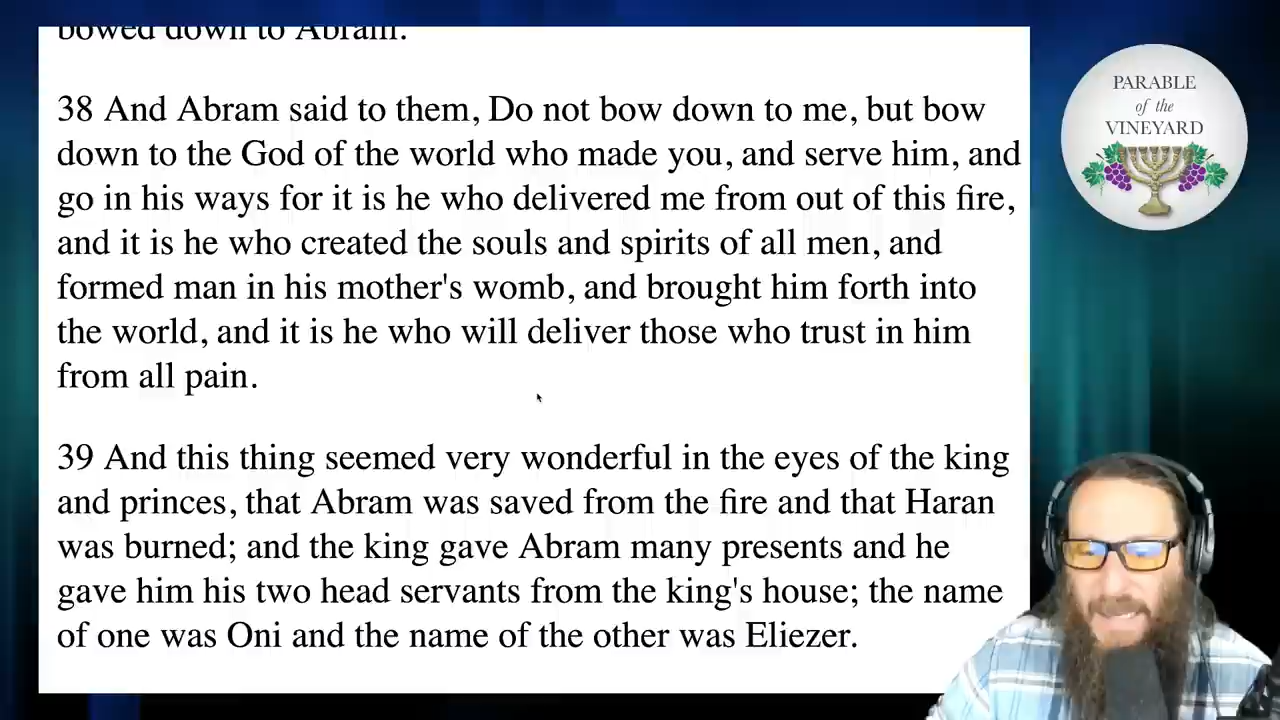 bowed down to Abram.
38 And Abram said to them, Do not bow down to me, but bow
down to the God of the world who made you, and serve him, and
go in his ways for it is he who delivered me from out of this fire,
and it is he who created the souls and spirits of all men, and
formed man in his mother's womb, and brought him forth into
the world, and it is he who will deliver those who trust in him
from all pain.
39 And this thing seemed very wonderful in the eyes of the king
and princes, that Abram was saved from the fire and that Haran
was burned; and the king gave Abram many presents and he
gave him his two head servants from the king's house; the name
of one was Oni and the name of the other was Eliezer.
PARABLE
of the
VINEYARD